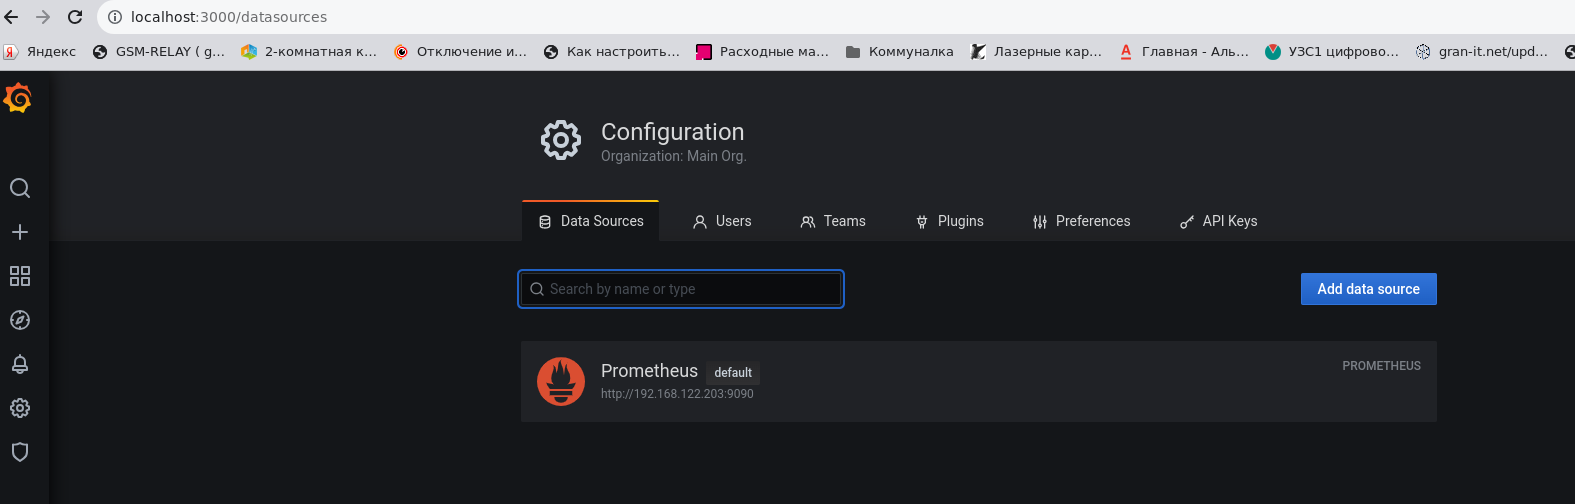 localhost:3000/datasources
Яндекс GSM-RELAY ( g... 2-комнатная к... Отключение и... Как настроить... Расходные ма... Коммуналка Лазерные кар... Главная - Аль... УЗС1 цифрово... gran-it.net/upd...
Configuration
Organization: Main Org.
Data Sources Users Teams Plugins Preferences API Keys
Search by name or type Add data source
Prometheus default PROMETHEUS
http://192.168.122.203:9090